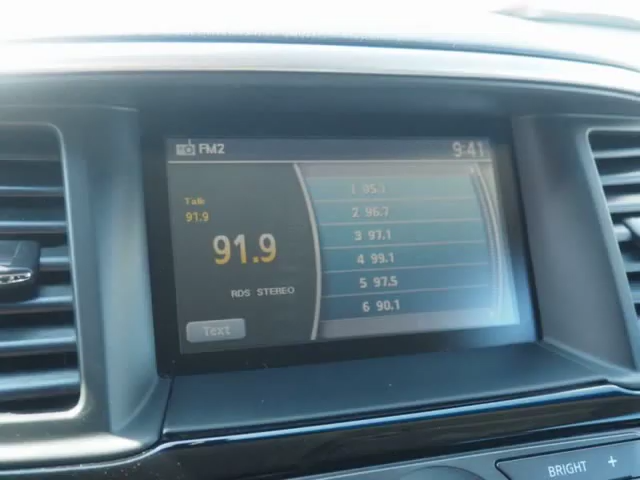 FM2
9:41
Talk
91.9
91.9
RDS STEREO
Text
1 95.1
2 96.7
3 97.1
4 99.1
5 97.5
6 90.1
BRIGHT +